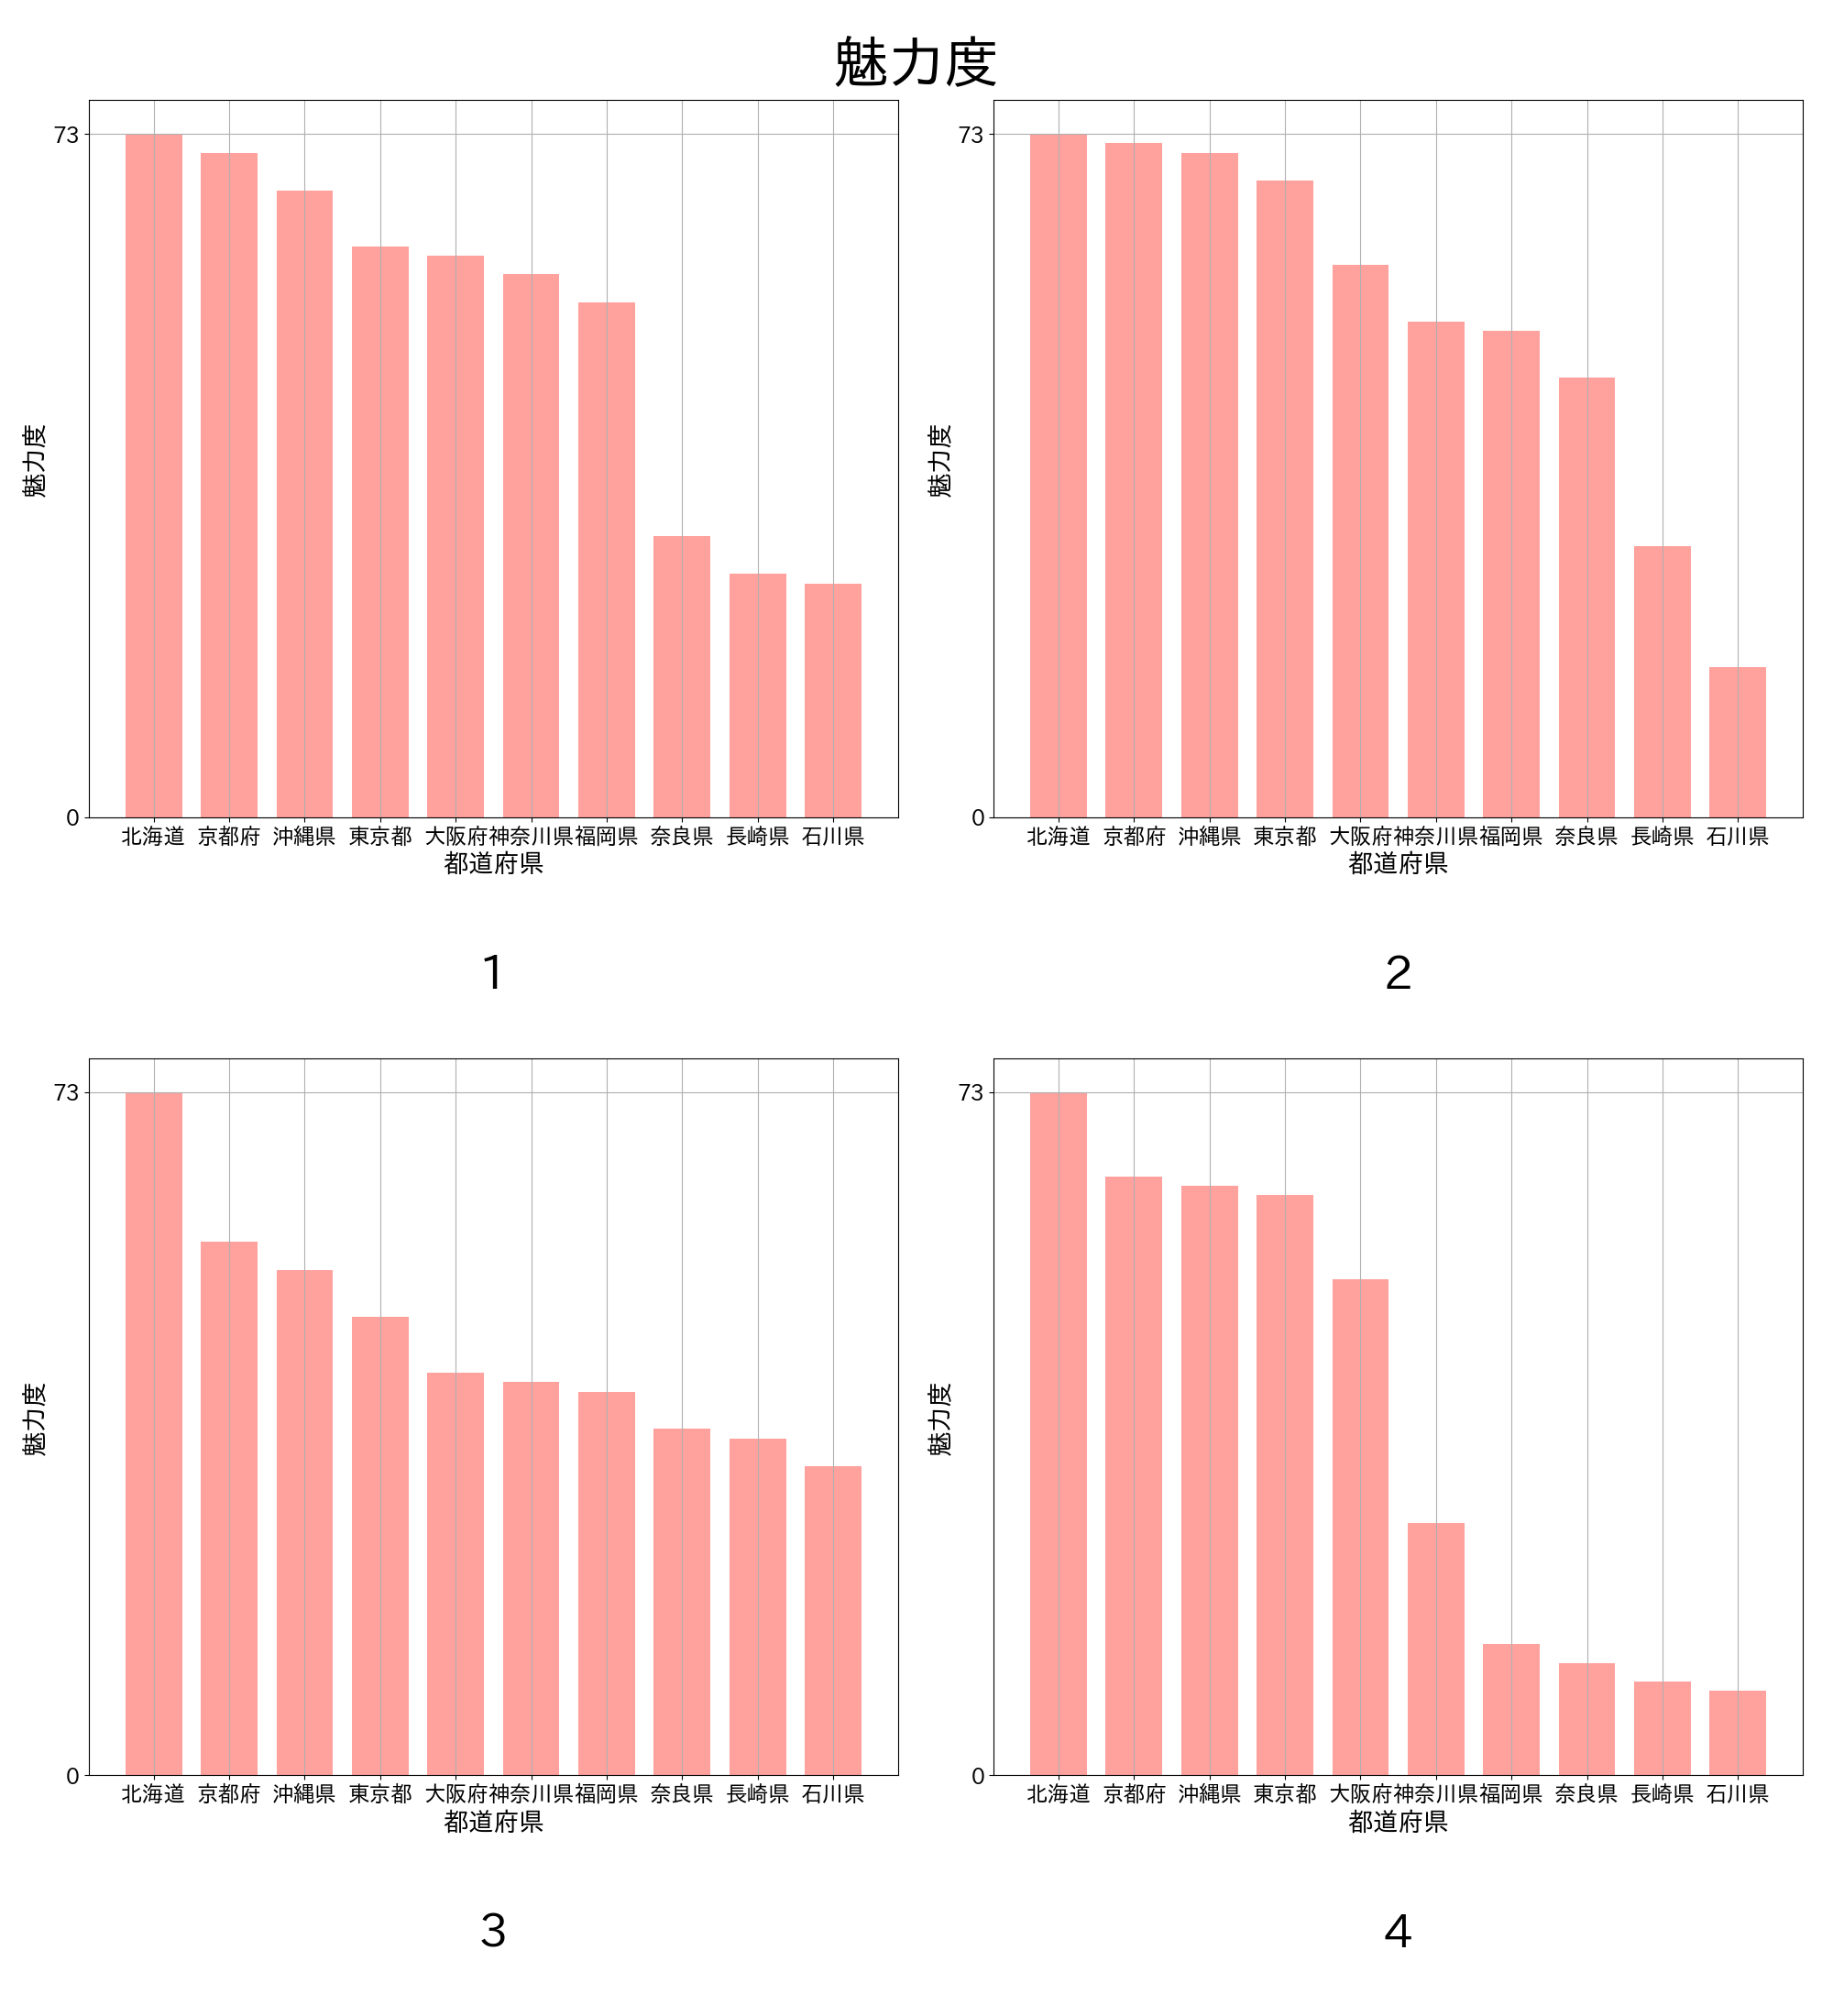 魅力度
73
魅力度
0
北海道 京都府 沖縄県 東京都 大阪府 神奈川県 福岡県 奈良県 長崎県 石川県
都道府県
1
73
魅力度
0
北海道 京都府 沖縄県 東京都 大阪府 神奈川県 福岡県 奈良県 長崎県 石川県
都道府県
2
73
魅力度
0
北海道 京都府 沖縄県 東京都 大阪府 神奈川県 福岡県 奈良県 長崎県 石川県
都道府県
3
73
魅力度
0
北海道 京都府 沖縄県 東京都 大阪府 神奈川県 福岡県 奈良県 長崎県 石川県
都道府県
4